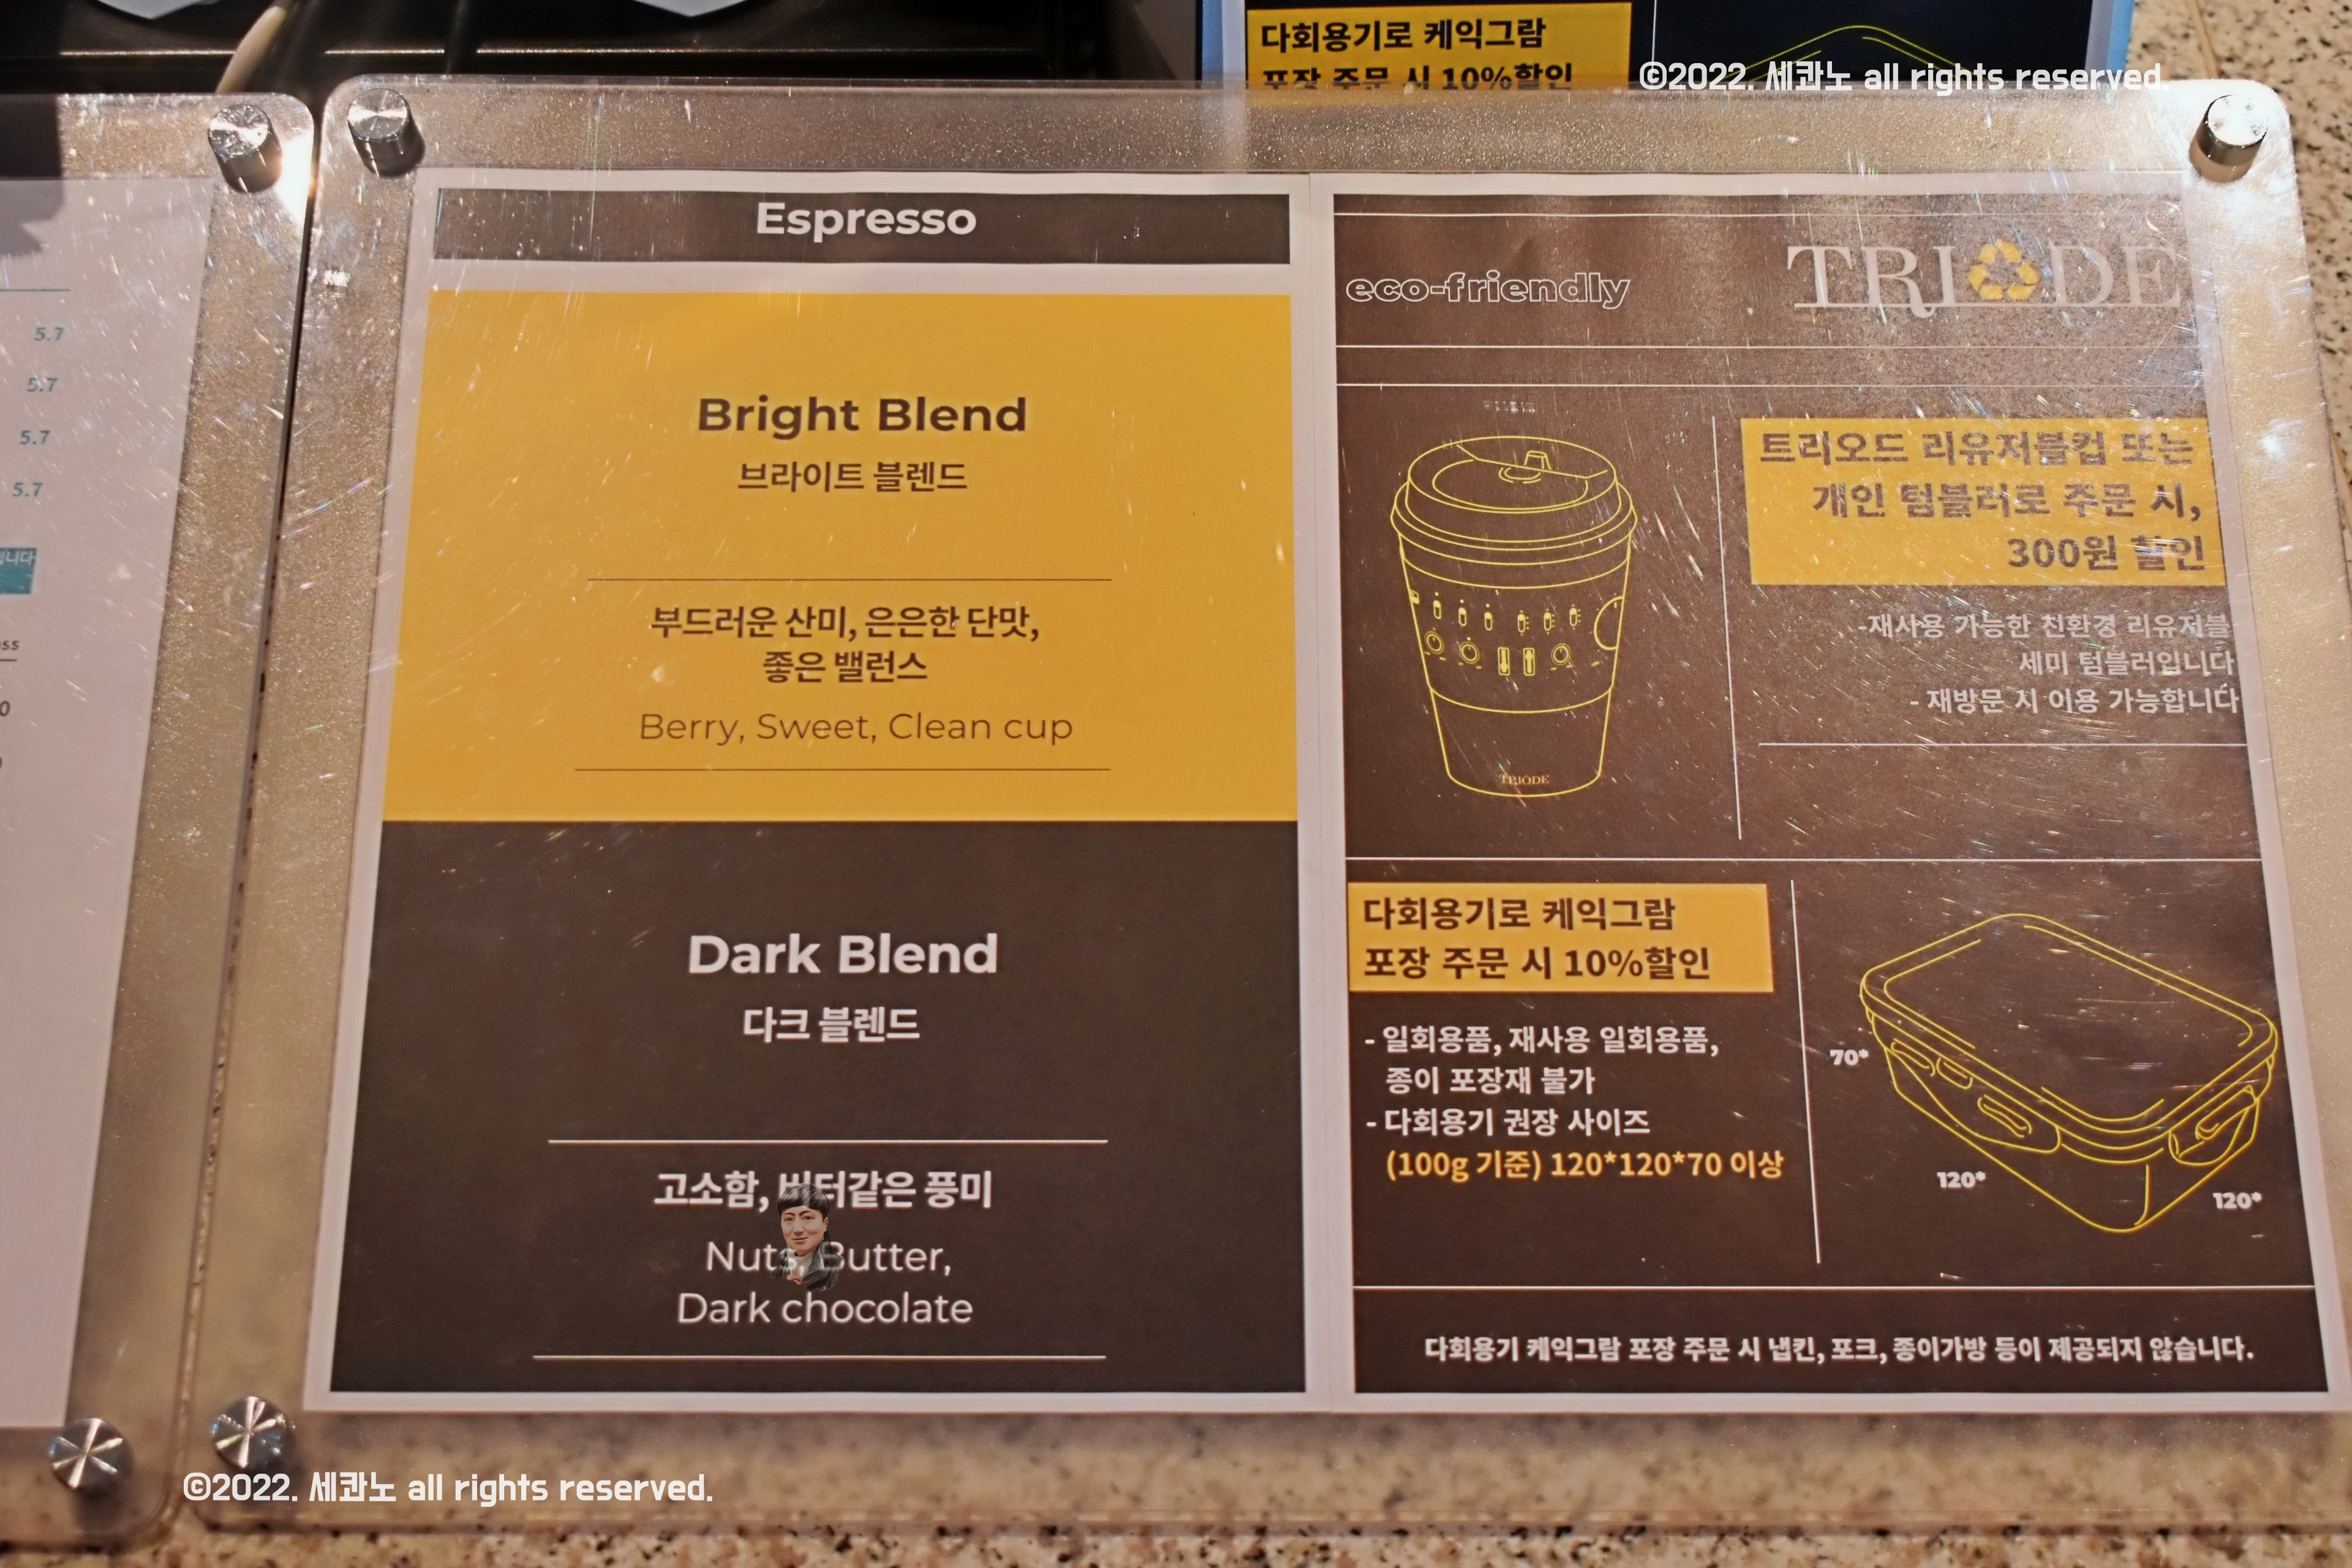 다회용기로 케익그람
포장 주문 시 10%할인
©2022. 세콰노 all rights reserved.
5.7
5.7
5.7
5.7
Espresso
Bright Blend
브라이트 블렌드
부드러운 산미, 은은한 단맛,
좋은 밸런스
Berry, Sweet, Clean cup
Dark Blend
다크 블렌드
고소함, 버터같은 풍미
Nuts, Butter,
Dark chocolate
eco-friendly
TRIODE
트리오드 리유저블컵 또는
개인 텀블러로 주문 시,
300원 할인
-재사용 가능한 친환경 리유저블
세미 텀블러입니다
- 재방문 시 이용 가능합니다
TRIODE
다회용기로 케익그람
포장 주문 시 10%할인
- 일회용품, 재사용 일회용품,
종이 포장재 불가
- 다회용기 권장 사이즈
(100g 기준) 120*120*70 이상
70*
120*
120*
다회용기 케익그람 포장 주문 시 냅킨, 포크, 종이가방 등이 제공되지 않습니다.
©2022. 세콰노 all rights reserved.